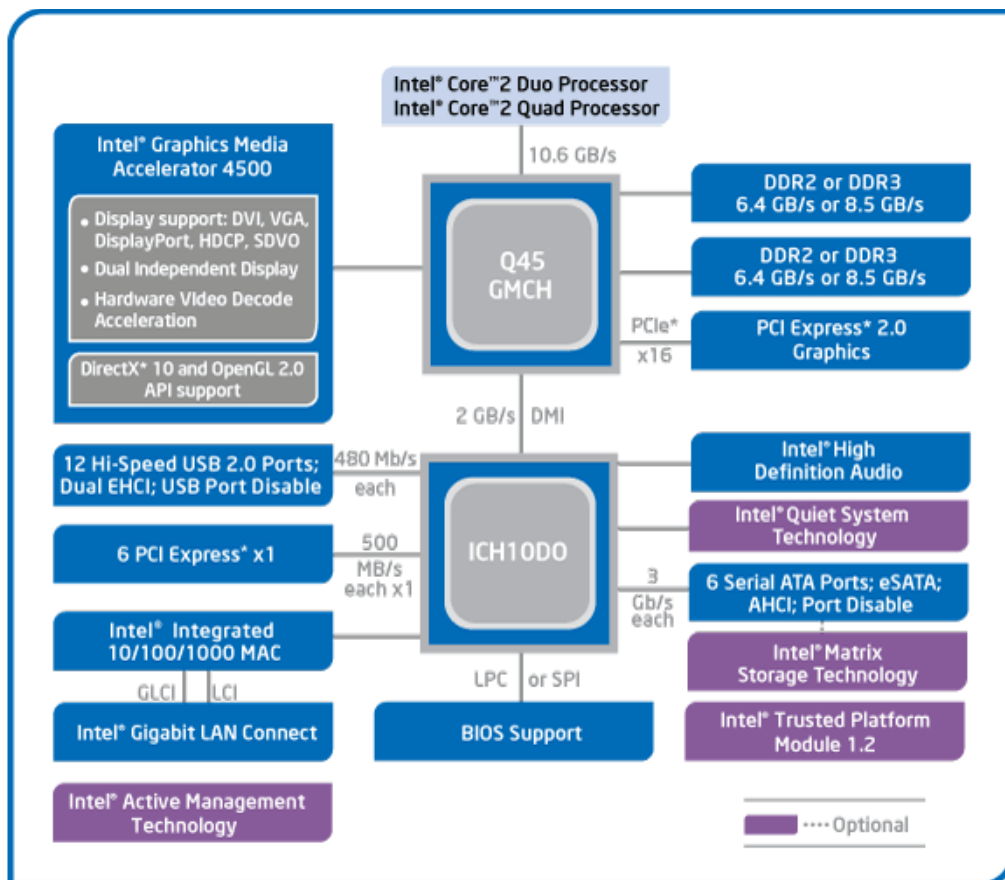 Intel® Core™2 Duo Processor
Intel® Core™2 Quad Processor
10.6 GB/s
Intel® Graphics Media
Accelerator 4500
• Display support: DVI, VGA,
DisplayPort, HDCP, SDVO
• Dual Independent Display
• Hardware Video Decode
Acceleration
DirectX* 10 and OpenGL 2.0
API support
Q45
GMCH
DDR2 or DDR3
6.4 GB/s or 8.5 GB/s
DDR2 or DDR3
6.4 GB/s or 8.5 GB/s
PCIe*
x16
PCI Express* 2.0
Graphics
2 GB/s DMI
12 Hi-Speed USB 2.0 Ports;
Dual EHCI; USB Port Disable
480 Mb/s
each
6 PCI Express* x1
500
MB/s
each x1
Intel® Integrated
10/100/1000 MAC
GLCI LCI
Intel® Gigabit LAN Connect
Intel® Active Management
Technology
ICH10DO
LPC or SPI
BIOS Support
Intel® High
Definition Audio
Intel® Quiet System
Technology
3
Gb/s
each
6 Serial ATA Ports; eSATA;
AHCI; Port Disable
Intel® Matrix
Storage Technology
Intel® Trusted Platform
Module 1.2
Optional